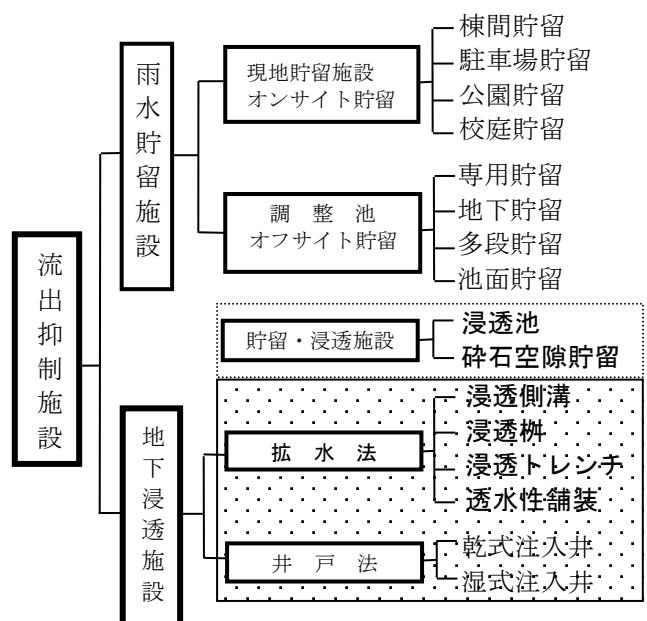 流出抑制施設
雨水貯留施設
現地貯留施設
オンサイト貯留
棟間貯留
駐車場貯留
公園貯留
校庭貯留
調整池
オフサイト貯留
専用貯留
地下貯留
多段貯留
池面貯留
貯留・浸透施設
浸透池
砕石空隙貯留
地下浸透施設
拡水法
浸透側溝
浸透桝
浸透トレンチ
透水性舗装
井戸法
乾式注入井
湿式注入井